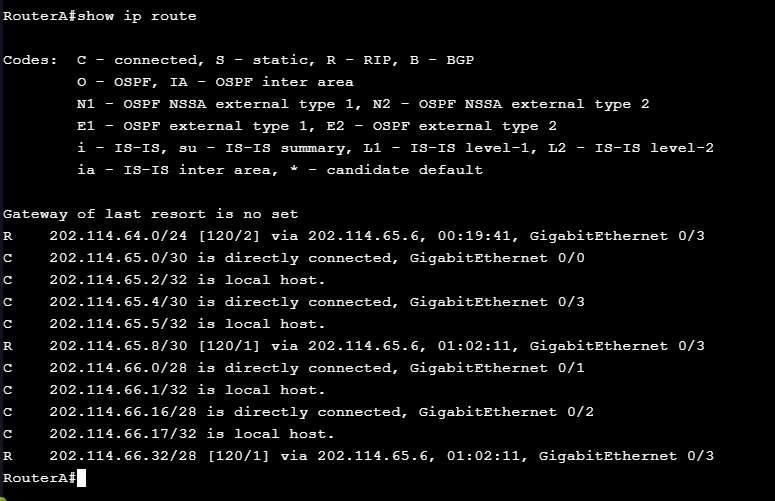 RouterA#show ip route
Codes:  C - connected, S - static, R - RIP, B - BGP
        O - OSPF, IA - OSPF inter area
        N1 - OSPF NSSA external type 1, N2 - OSPF NSSA external type 2
        E1 - OSPF external type 1, E2 - OSPF external type 2
        i - IS-IS, su - IS-IS summary, L1 - IS-IS level-1, L2 - IS-IS level-2
        ia - IS-IS inter area, * - candidate default
Gateway of last resort is no set
R    202.114.64.0/24 [120/2] via 202.114.65.6, 00:19:41, GigabitEthernet 0/3
C    202.114.65.0/30 is directly connected, GigabitEthernet 0/0
C    202.114.65.2/32 is local host.
C    202.114.65.4/30 is directly connected, GigabitEthernet 0/3
C    202.114.65.5/32 is local host.
R    202.114.65.8/30 [120/1] via 202.114.65.6, 01:02:11, GigabitEthernet 0/3
C    202.114.66.0/28 is directly connected, GigabitEthernet 0/1
C    202.114.66.1/32 is local host.
C    202.114.66.16/28 is directly connected, GigabitEthernet 0/2
C    202.114.66.17/32 is local host.
R    202.114.66.32/28 [120/1] via 202.114.65.6, 01:02:11, GigabitEthernet 0/3
RouterA#